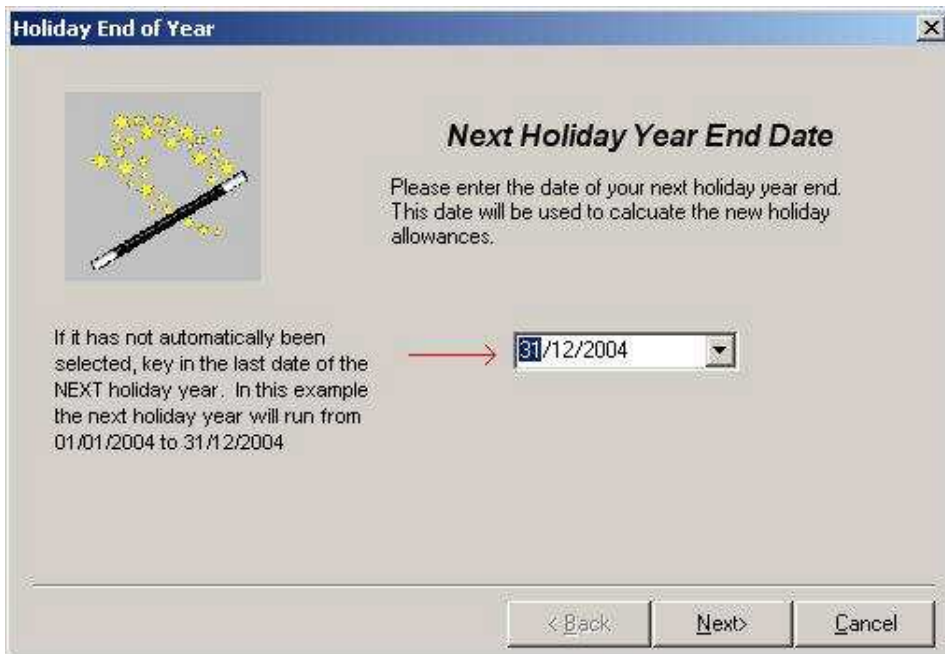 Holiday End of Year
Next Holiday Year End Date
Please enter the date of your next holiday year end.
This date will be used to calcuate the new holiday
allowances.
If it has not automatically been
selected, key in the last date of the
NEXT holiday year. In this example
the next holiday year will run from
01/01/2004 to 31/12/2004
31/12/2004
< Back
Next>
Cancel